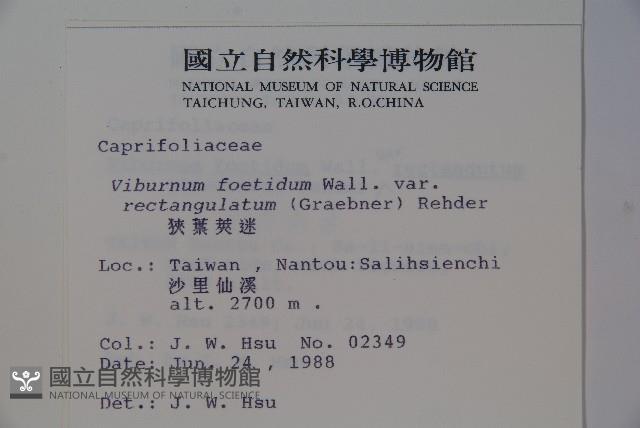 國立自然科學博物館
NATIONAL MUSEUM OF NATURAL SCIENCE
TAICHUNG, TAIWAN, R.O.CHINA
Caprifoliaceae
Viburnum foetidum Wall. var.
rectangulatum (Graebner) Rehder
狹葉莢迷
Loc.: Taiwan , Nantou:Salihsienchi
沙里仙溪
alt. 2700 m .
Col.: J. W. Hsu No. 02349
Date: Jun, 24 , 1988
國立自然科學博物館
NATIONAL MUSEUM OF NATURAL SCIENCE
Det.: J. W. Hsu